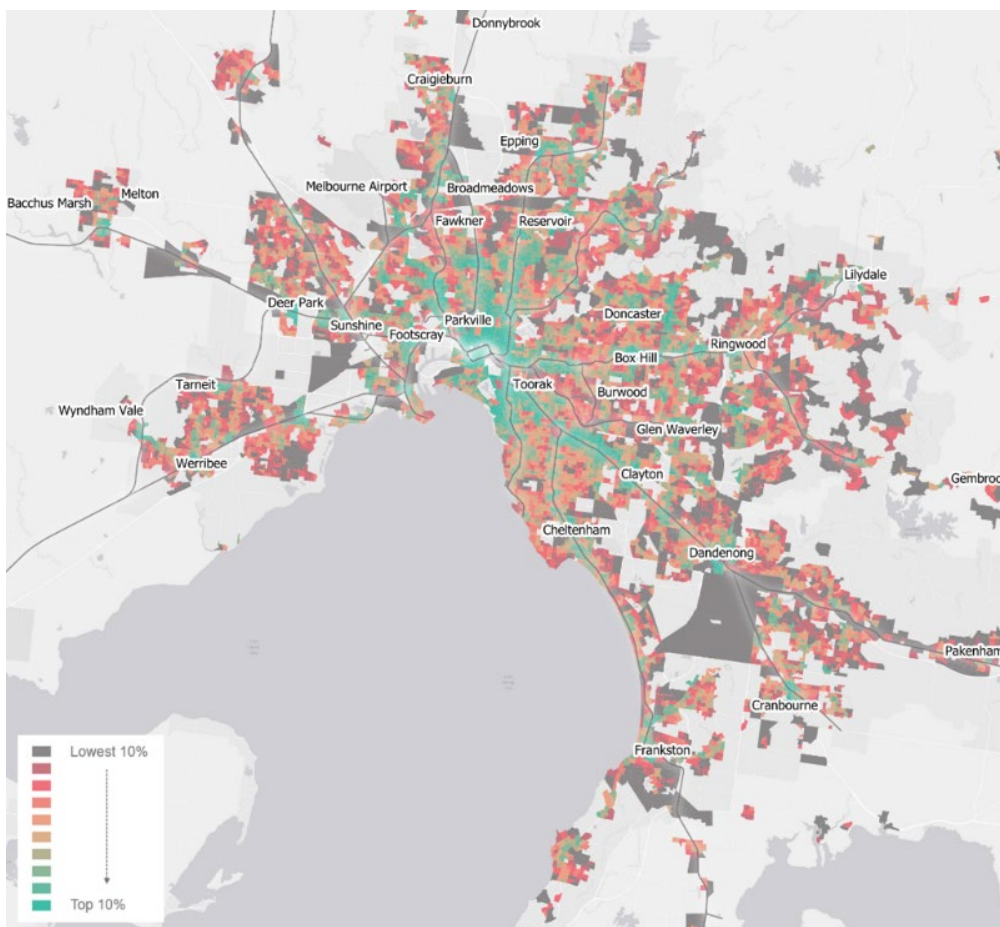 Donnybrook
Craigieburn
Epping
Melbourne Airport
Broadmeadows
Bacchus Marsh
Melton
Fawkner
Reservoir
Lilydale
Deer Park
Doncaster
Sunshine
Parkville
Footscray
Ringwood
Box Hill
Tarneit
Toorak
Burwood
Wyndham Vale
Glen Waverley
Werribee
Clayton
Gembroo
Cheltenham
Dandenong
Pakenham
Cranbourne
Frankston
Lowest 10%
Top 10%